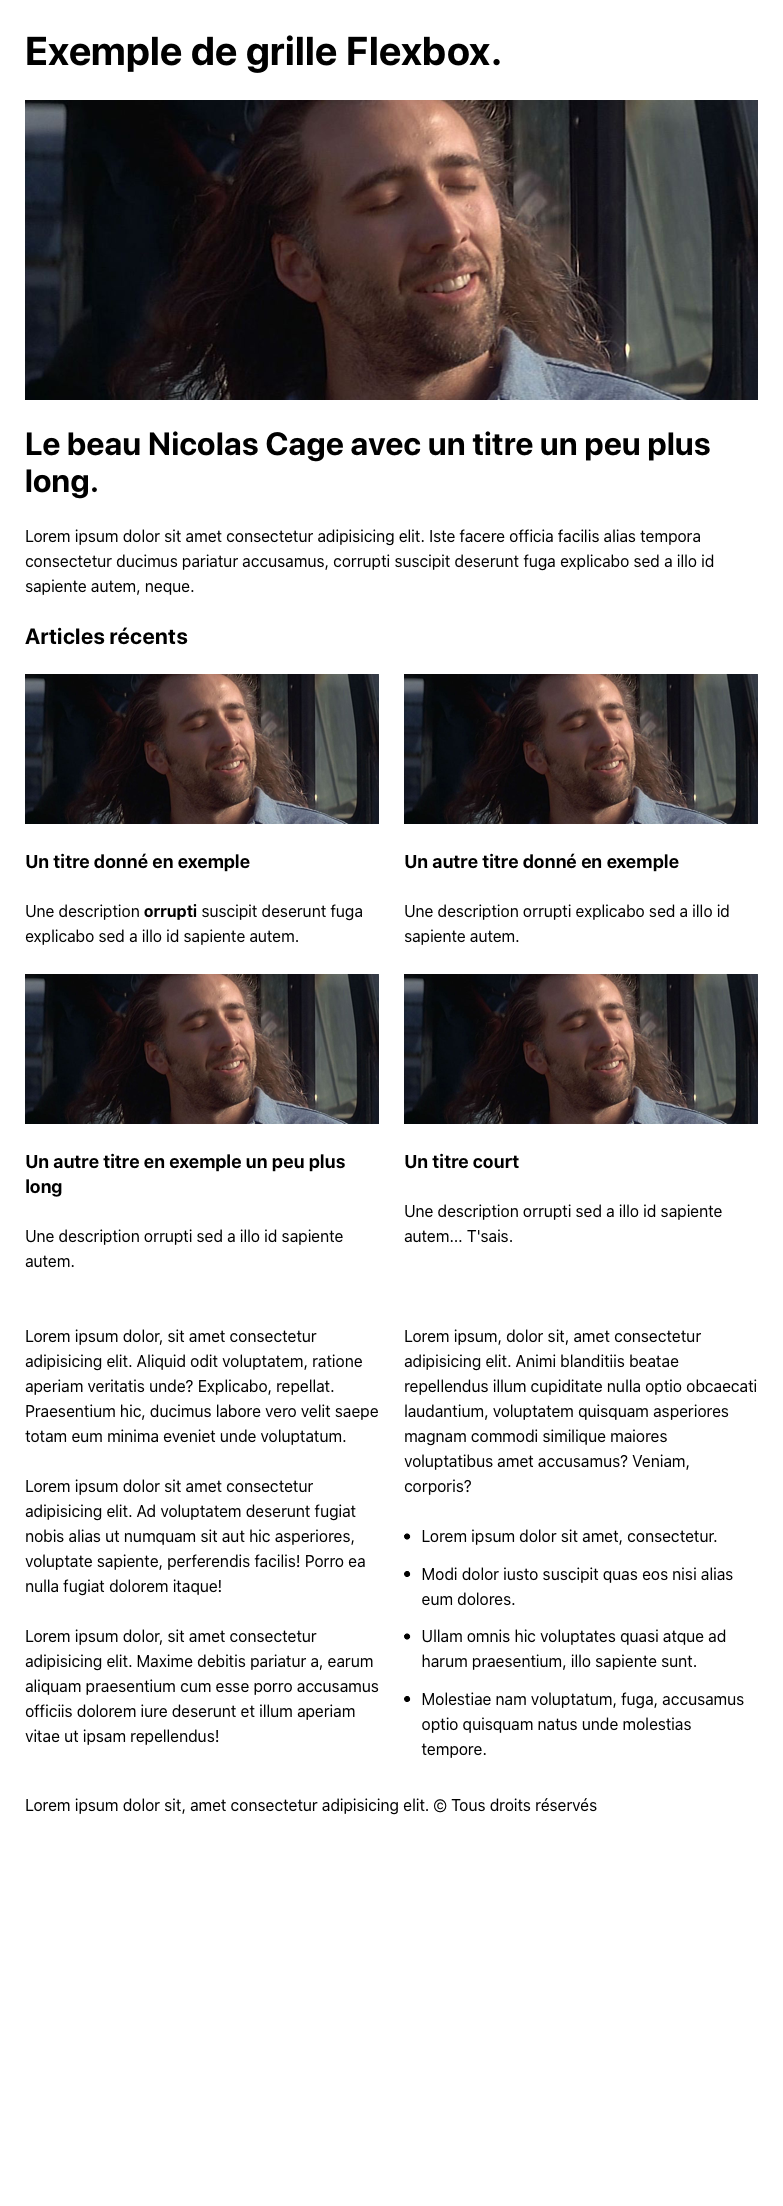 Exemple de grille Flexbox.
Le beau Nicolas Cage avec un titre un peu plus
long.
Lorem ipsum dolor sit amet consectetur adipisicing elit. Iste facere officia facilis alias tempora
consectetur ducimus pariatur accusamus, corrupti suscipit deserunt fuga explicabo sed a illo id
sapiente autem, neque.
Articles récents
Un titre donné en exemple
Une description orrupti suscipit deserunt fuga
explicabo sed a illo id sapiente autem.
Un autre titre donné en exemple
Une description orrupti explicabo sed a illo id
sapiente autem.
Un autre titre en exemple un peu plus
long
Une description orrupti sed a illo id sapiente
autem.
Un titre court
Une description orrupti sed a illo id sapiente
autem... T'sais.
Lorem ipsum dolor, sit amet consectetur
adipisicing elit. Aliquid odit voluptatem, ratione
aperiam veritatis unde? Explicabo, repellat.
Praesentium hic, ducimus labore vero velit saepe
totam eum minima eveniet unde voluptatum.
Lorem ipsum dolor sit amet consectetur
adipisicing elit. Ad voluptatem deserunt fugiat
nobis alias ut numquam sit aut hic asperiores,
voluptate sapiente, perferendis facilis! Porro ea
nulla fugiat dolorem itaque!
Lorem ipsum dolor, sit amet consectetur
adipisicing elit. Maxime debitis pariatur a, earum
aliquam praesentium cum esse porro accusamus
officiis dolorem iure deserunt et illum aperiam
vitae ut ipsam repellendus!
Lorem ipsum, dolor sit, amet consectetur
adipisicing elit. Animi blanditiis beatae
repellendus illum cupiditate nulla optio obcaecati
laudantium, voluptatem quisquam asperiores
magnam commodi similique maiores
voluptatibus amet accusamus? Veniam,
corporis?
• Lorem ipsum dolor sit amet, consectetur.
• Modi dolor iusto suscipit quas eos nisi alias
eum dolores.
• Ullam omnis hic voluptates quasi atque ad
harum praesentium, illo sapiente sunt.
• Molestiae nam voluptatum, fuga, accusamus
optio quisquam natus unde molestias
tempore.
Lorem ipsum dolor sit, amet consectetur adipisicing elit. © Tous droits réservés